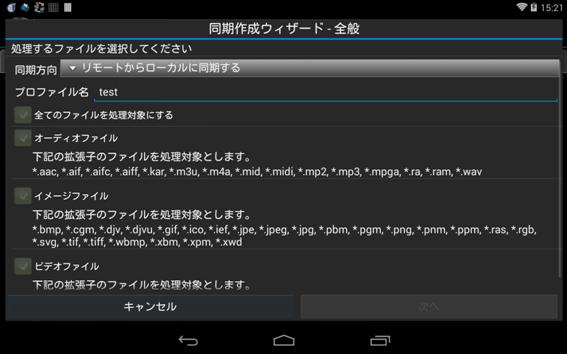 15:21
同期作成ウィザード - 全般
処理するファイルを選択してください
同期方向 リモートからローカルに同期する
プロファイル名 test
全てのファイルを処理対象にする
オーディオファイル
下記の拡張子のファイルを処理対象とします。
*.aac, *.aif, *.aifc, *.aiff, *.kar, *.m3u, *.m4a, *.mid, *.midi, *.mp2, *.mp3, *.mpga, *.ra, *.ram, *.wav
イメージファイル
下記の拡張子のファイルを処理対象とします。
*.bmp, *.cgm, *.djv, *.djvu, *.gif, *.ico, *.ief, *.jpe, *.jpeg, *.jpg, *.pbm, *.pgm, *.png, *.pnm, *.ppm, *.ras, *.rgb,
*.svg, *.tif, *.tiff, *.wbmp, *.xbm, *.xpm, *.xwd
ビデオファイル
下記の拡張子のファイルを処理対象とします。
キャンセル 次へ